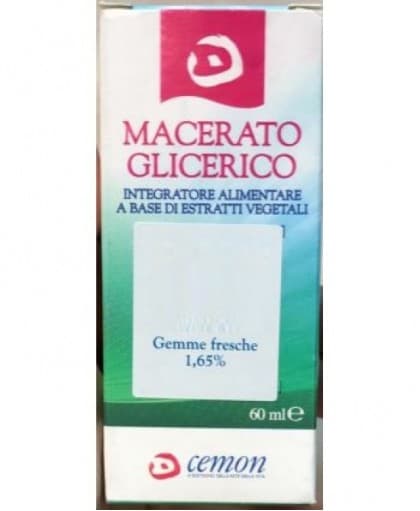 MACERATO
GLICERICO
INTEGRATORE ALIMENTARE
A BASE DI ESTRATTI VEGETALI
Gemme fresche
1,65%
60 ml e
cemon